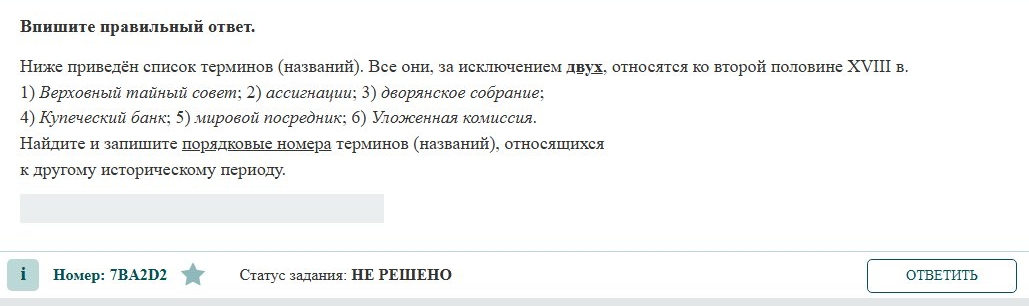 Впишите правильный ответ.
Ниже приведён список терминов (названий). Все они, за исключением двух, относятся ко второй половине XVIII в.
1) Верховный тайный совет; 2) ассигнации; 3) дворянское собрание;
4) Купеческий банк; 5) мировой посредник; 6) Уложенная комиссия.
Найдите и запишите порядковые номера терминов (названий), относящихся
к другому историческому периоду.
i Номер: 7BA2D2 Статус задания: НЕ РЕШЕНО ОТВЕТИТЬ